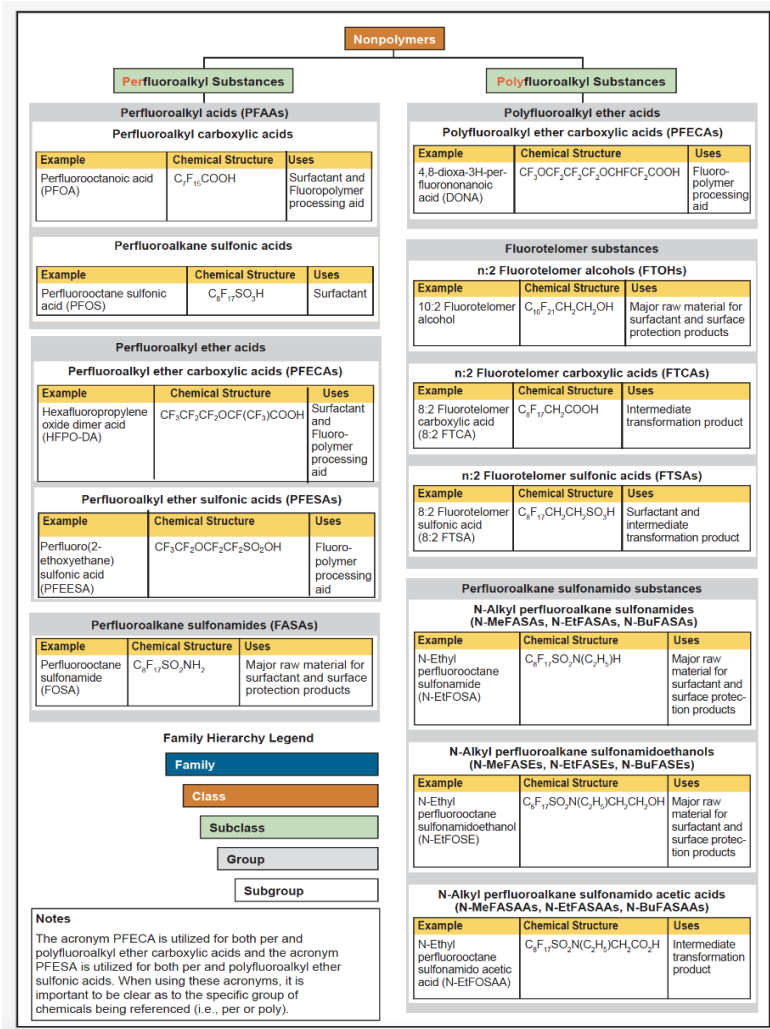 Nonpolymers
Perfluoroalkyl Substances
Perfluoroalkyl acids (PFAAs)
Perfluoroalkyl carboxylic acids
Example Chemical Structure Uses
Perfluorooctanoic acid C₇F₁₅COOH Surfactant and
(PFOA) Fluoropolymer
processing aid
Perfluoroalkane sulfonic acids
Example Chemical Structure Uses
Perfluorooctane sulfonic C₈F₁₇SO₃H Surfactant
acid (PFOS)
Perfluoroalkyl ether acids
Perfluoroalkyl ether carboxylic acids (PFECAs)
Example Chemical Structure Uses
Hexafluoropropylene CF₃CF₂CF₂OCF(CF₃)COOH Surfactant
oxide dimer acid and
(HFPO-DA) Fluoro-
polymer
processing
aid
Perfluoroalkyl ether sulfonic acids (PFESAs)
Example Chemical Structure Uses
Perfluoro(2- CF₃CF₂OCF₂CF₂SO₂OH Fluoro-
ethoxyethane) polymer
sulfonic acid processing
(PFEESA) aid
Perfluoroalkane sulfonamides (FASAs)
Example Chemical Structure Uses
Perfluorooctane C₈F₁₇SO₂NH₂ Major raw material for
sulfonamide surfactant and surface
(FOSA) protection products
Family Hierarchy Legend
Family
Class
Subclass
Group
Subgroup
Notes
The acronym PFECA is utilized for both per and
polyfluoroalkyl ether carboxylic acids and the acronym
PFESA is utilized for both per and polyfluoroalkyl ether
sulfonic acids. When using these acronyms, it is
important to be clear as to the specific group of
chemicals being referenced (i.e., per or poly).
Polyfluoroalkyl Substances
Polyfluoroalkyl ether acids
Polyfluoroalkyl ether carboxylic acids (PFECAs)
Example Chemical Structure Uses
4,8-dioxa-3H-per- CF₃OCF₂CF₂CF₂OCHFCF₂COOH Fluoro-
fluorononanoic polymer
acid (DONA) processing
aid
Fluorotelomer substances
n:2 Fluorotelomer alcohols (FTOHs)
Example Chemical Structure Uses
10:2 Fluorotelomer C₁₀F₂₁CH₂CH₂OH Major raw material for
alcohol surfactant and surface
protection products
n:2 Fluorotelomer carboxylic acids (FTCAs)
Example Chemical Structure Uses
8:2 Fluorotelomer C₈F₁₇CH₂COOH Intermediate
carboxylic acid transformation product
(8:2 FTCA)
n:2 Fluorotelomer sulfonic acids (FTSAs)
Example Chemical Structure Uses
8:2 Fluorotelomer C₈F₁₇CH₂CH₂SO₃H Surfactant and
sulfonic acid intermediate
(8:2 FTSA) transformation product
Perfluoroalkane sulfonamido substances
N-Alkyl perfluoroalkane sulfonamides
(N-MeFASAs, N-EtFASAs, N-BuFASAs)
Example Chemical Structure Uses
N-Ethyl C₈F₁₇SO₂N(C₂H₅)H Major raw
perfluorooctane material for
sulfonamide surfactant and
(N-EtFOSA) surface protec-
tion products
N-Alkyl perfluoroalkane sulfonamidoethanols
(N-MeFASEs, N-EtFASEs, N-BuFASEs)
Example Chemical Structure Uses
N-Ethyl C₈F₁₇SO₂N(C₂H₅)CH₂CH₂OH Major raw
perfluorooctane material for
sulfonamidoethanol surfactant and
(N-EtFOSE) surface protec-
tion products
N-Alkyl perfluoroalkane sulfonamido acetic acids
(N-MeFASAAs, N-EtFASAAs, N-BuFASAAs)
Example Chemical Structure Uses
N-Ethyl C₈F₁₇SO₂N(C₂H₅)CH₂CO₂H Intermediate
perfluorooctane transformation
sulfonamido acetic product
acid (N-EtFOSAA)